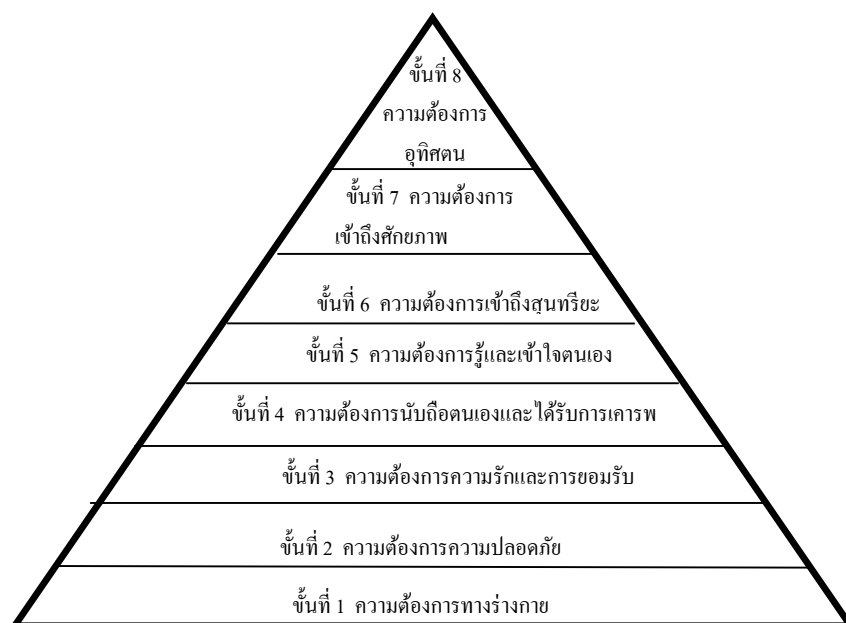 ขั้นที่ 8
ความต้องการ
อุทิศตน
ขั้นที่ 7 ความต้องการ
เข้าถึงศักยภาพ
ขั้นที่ 6 ความต้องการเข้าถึงสุนทรียะ
ขั้นที่ 5 ความต้องการรู้และเข้าใจตนเอง
ขั้นที่ 4 ความต้องการนับถือตนเองและได้รับการเคารพ
ขั้นที่ 3 ความต้องการความรักและการยอมรับ
ขั้นที่ 2 ความต้องการความปลอดภัย
ขั้นที่ 1 ความต้องการทางร่างกาย